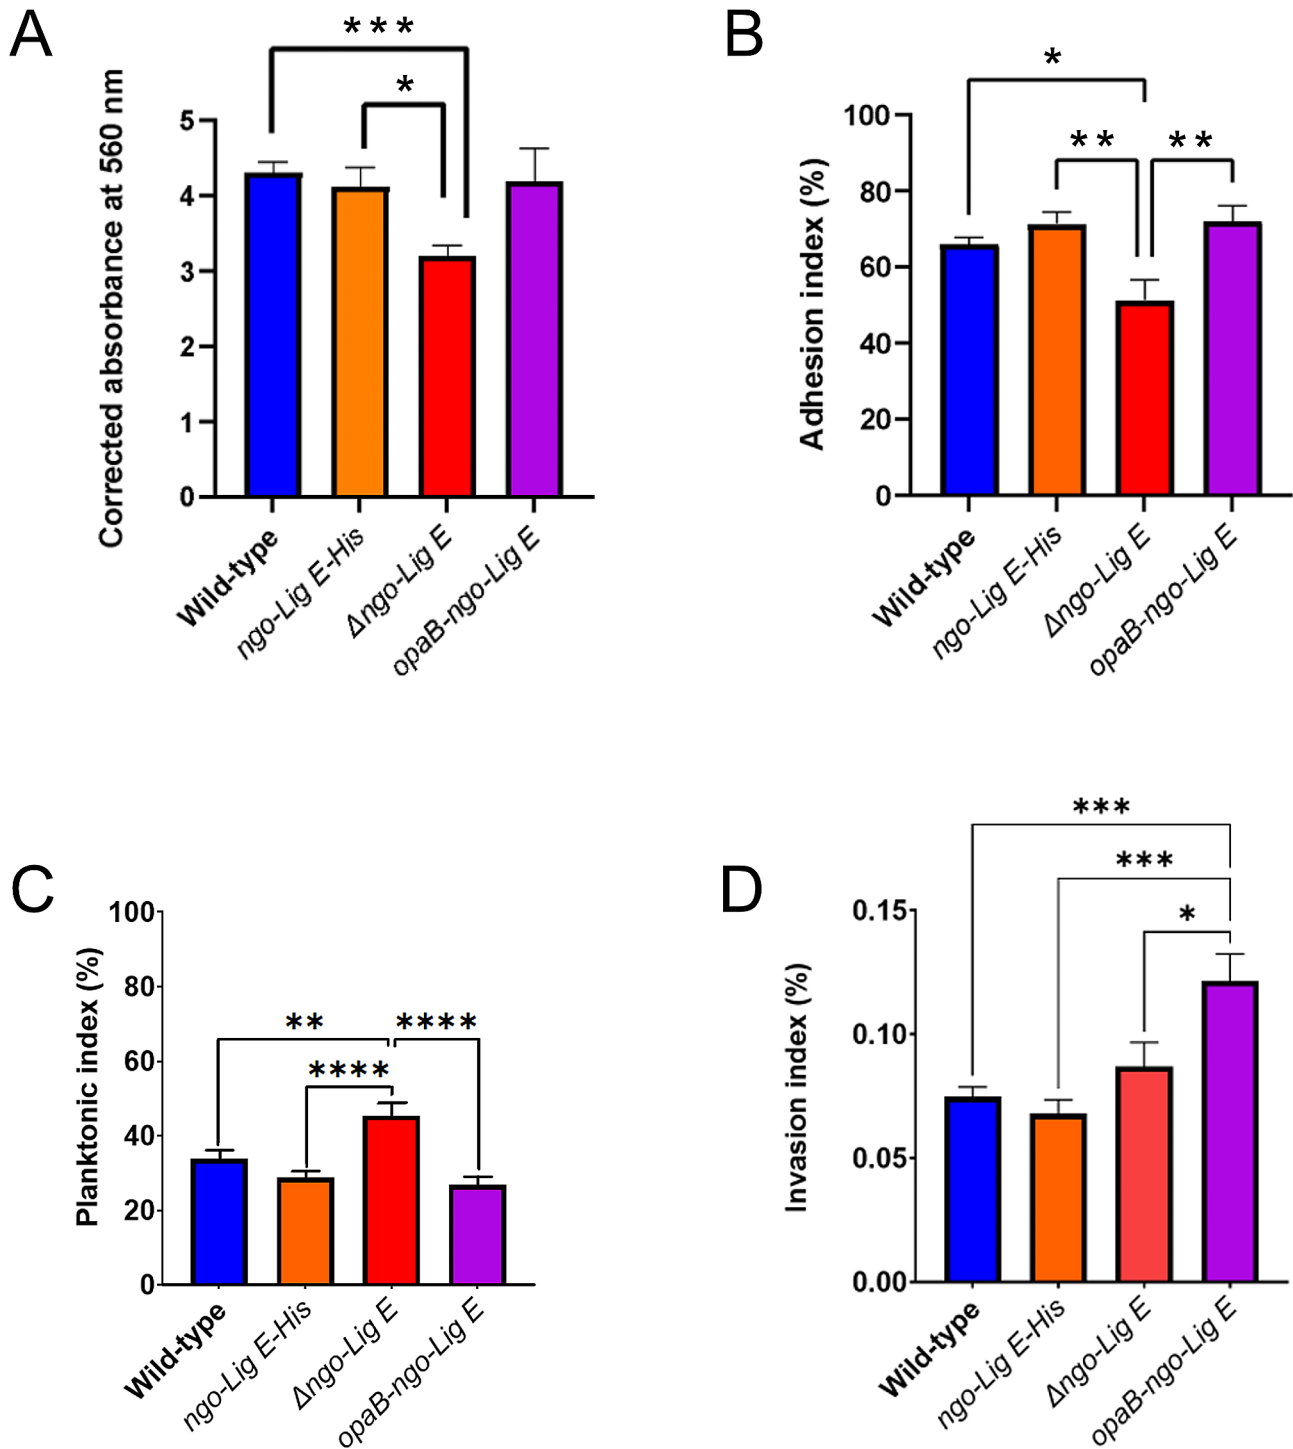 A
***
*
Corrected absorbance at 560 nm
5
4
3
2
1
0
Wild-type
ngo-Lig E-His
Δngo-Lig E
opaB-ngo-Lig E
B
*
**
**
Adhesion index (%)
100
80
60
40
20
0
Wild-type
ngo-Lig E-His
Δngo-Lig E
opaB-ngo-Lig E
C
**
****
****
Planktonic index (%)
100
80
60
40
20
0
Wild-type
ngo-Lig E-His
Δngo-Lig E
opaB-ngo-Lig E
D
***
***
*
Invasion index (%)
0.15
0.10
0.05
0.00
Wild-type
ngo-Lig E-His
Δngo-Lig E
opaB-ngo-Lig E